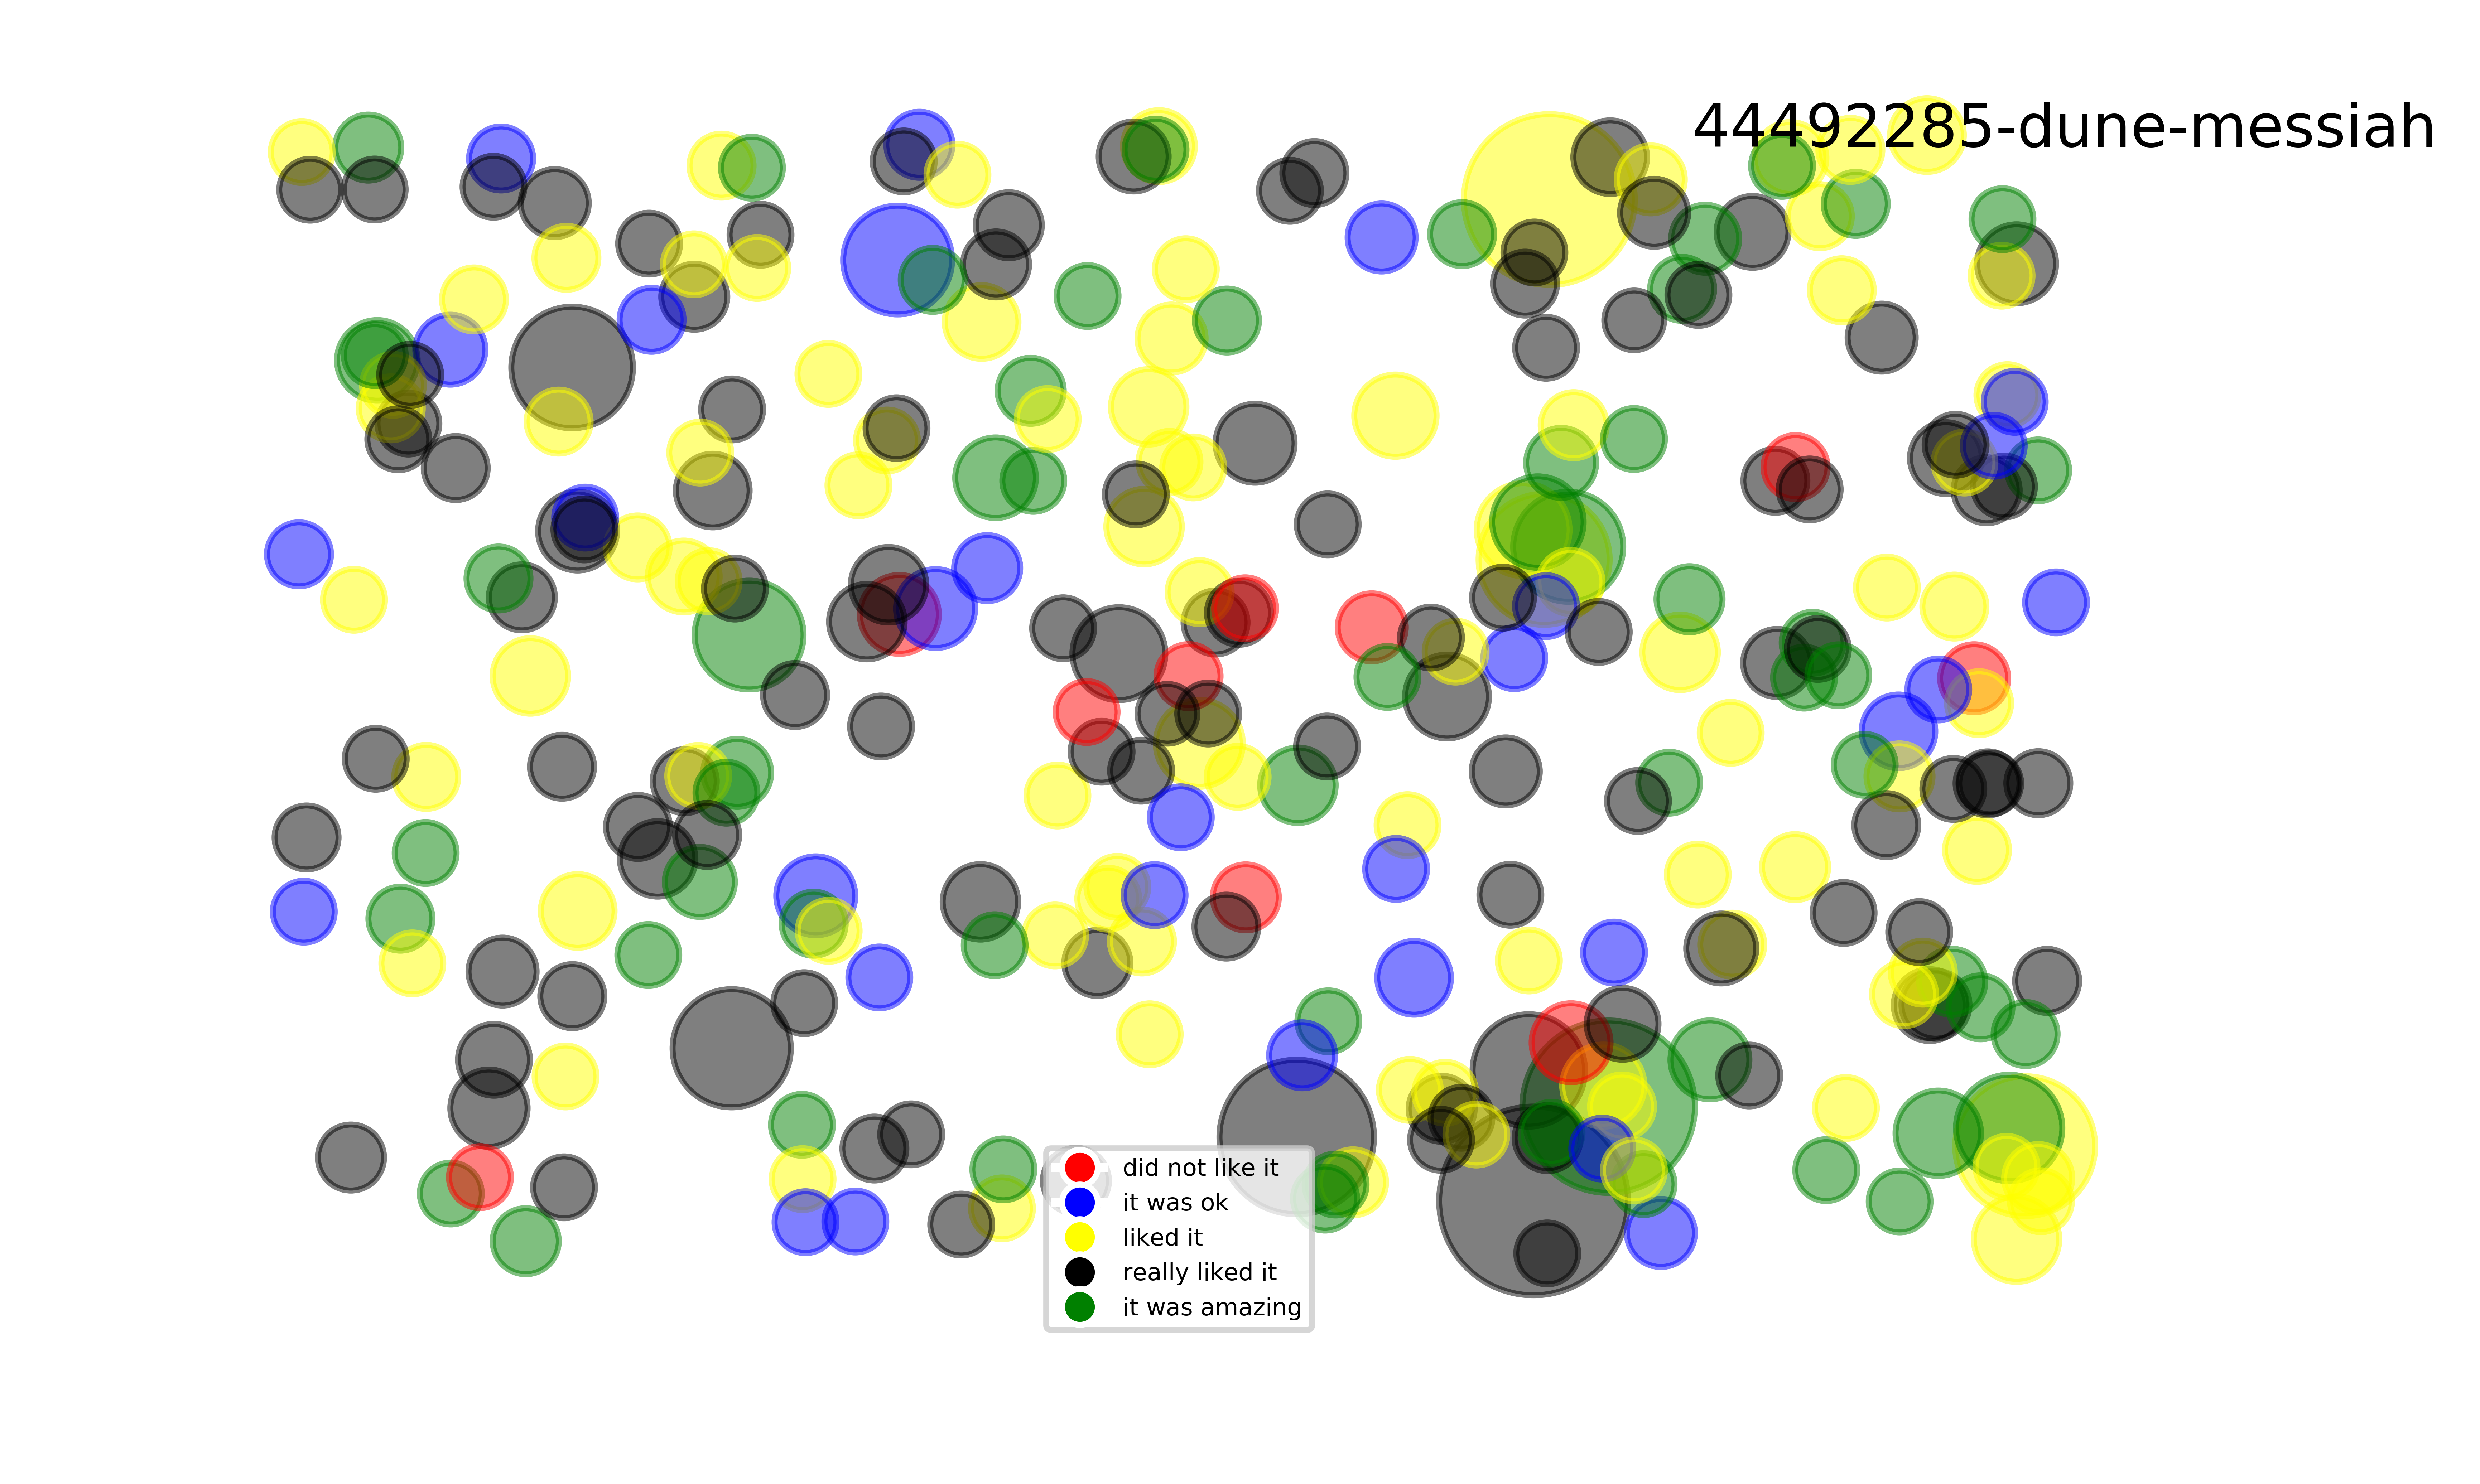 44492285-dune-messiah
did not like it
it was ok
liked it
really liked it
it was amazing